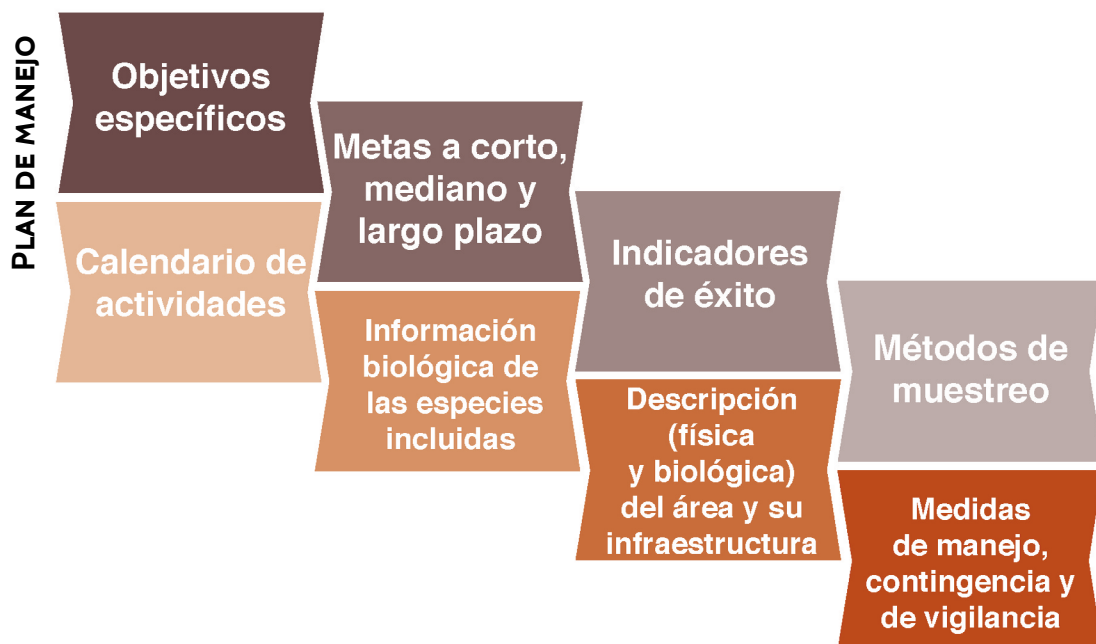 PLAN DE MANEJO
Objetivos
específicos
Metas a corto,
mediano y
largo plazo
Indicadores
de éxito
Métodos de
muestreo
Calendario de
actividades
Información
biológica de
las especies
incluidas
Descripción
(física
y biológica)
del área y su
infraestructura
Medidas
de manejo,
contingencia y
de vigilancia